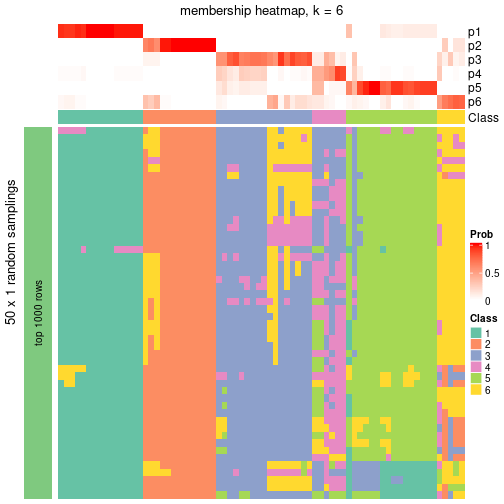 membership heatmap, k = 6
p1
p2
p3
p4
p5
p6
Class
50 x 1 random samplings
top 1000 rows
Prob
1
0.5
0
Class
1
2
3
4
5
6